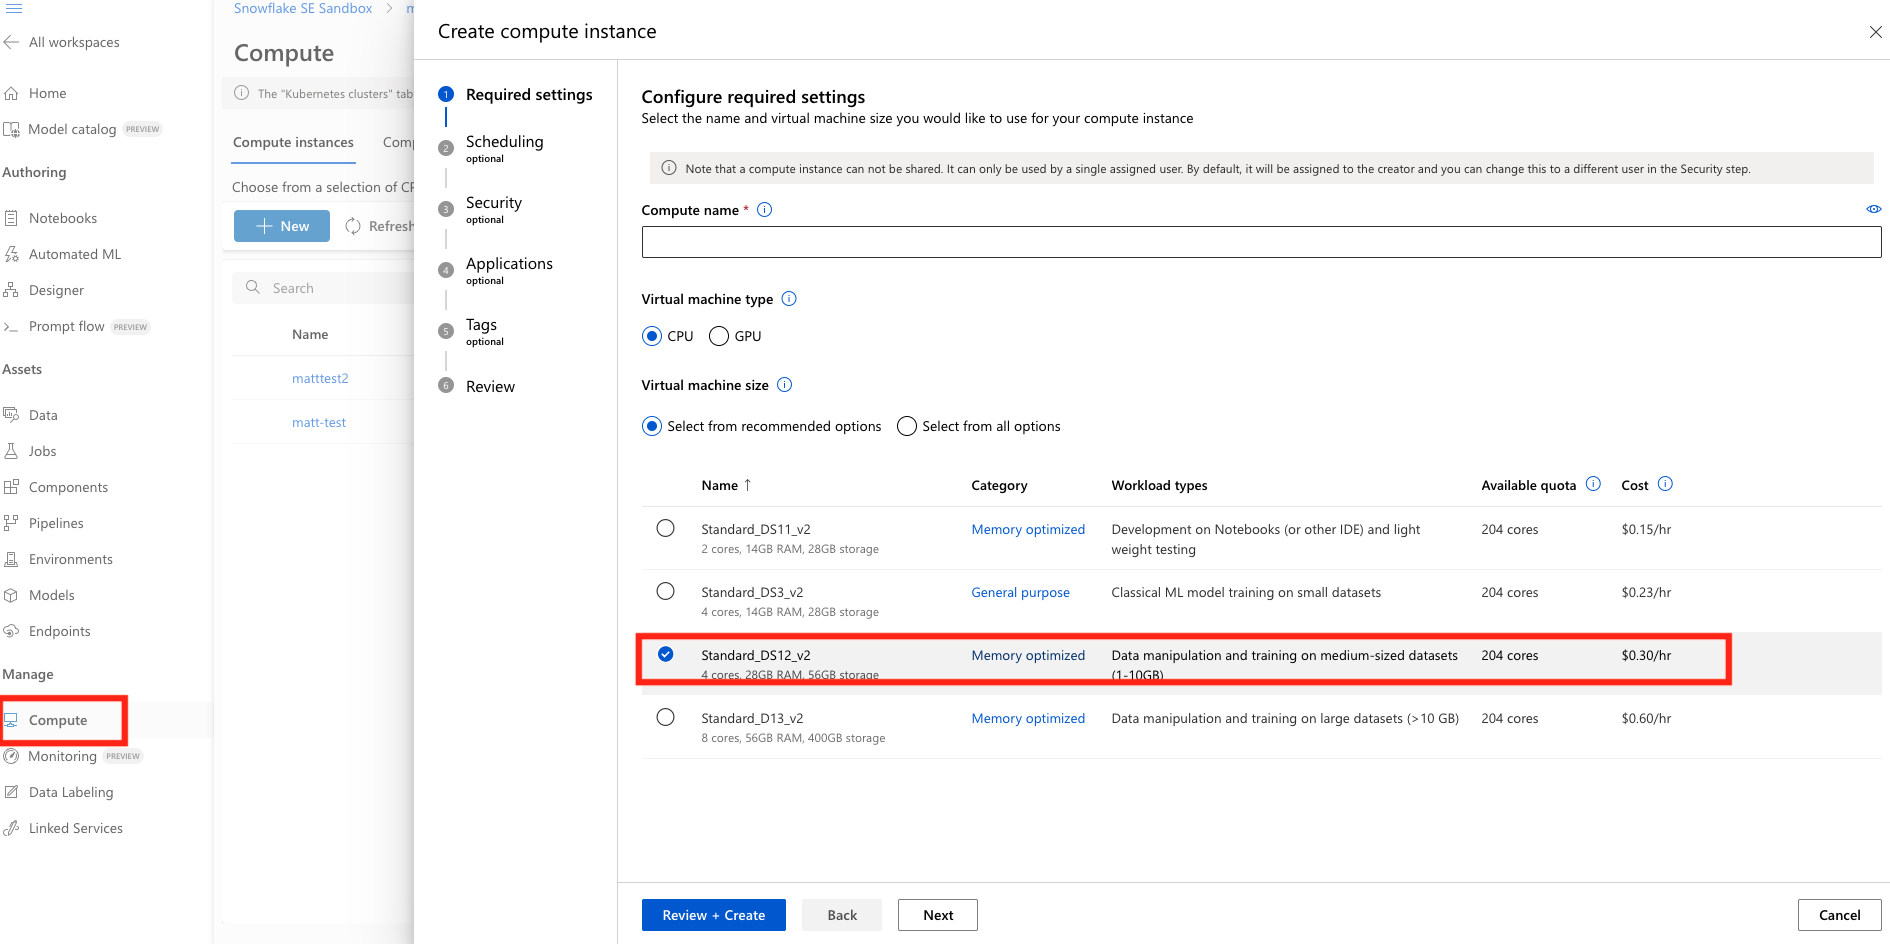 Snowflake SE Sandbox
All workspaces
Home
Model catalog PREVIEW
Authoring
Notebooks
Automated ML
Designer
Prompt flow PREVIEW
Assets
Data
Jobs
Components
Pipelines
Environments
Models
Endpoints
Manage
Compute
Monitoring PREVIEW
Data Labeling
Linked Services
Compute
The "Kubernetes clusters" tab
Compute instances
Choose from a selection of
New
Refresh
Search
Name
matttest2
matt-test
Create compute instance
1 Required settings
2 Scheduling
optional
3 Security
optional
4 Applications
optional
5 Tags
optional
6 Review
Configure required settings
Select the name and virtual machine size you would like to use for your compute instance
Note that a compute instance can not be shared. It can only be used by a single assigned user. By default, it will be assigned to the creator and you can change this to a different user in the Security step.
Compute name *
Virtual machine type
CPU GPU
Virtual machine size
Select from recommended options Select from all options
Name ↑ Category Workload types Available quota Cost
Standard_DS11_v2 Memory optimized Development on Notebooks (or other IDE) and light 204 cores $0.15/hr
2 cores, 14GB RAM, 28GB storage weight testing
Standard_DS3_v2 General purpose Classical ML model training on small datasets 204 cores $0.23/hr
4 cores, 14GB RAM, 28GB storage
Standard_DS12_v2 Memory optimized Data manipulation and training on medium-sized datasets 204 cores $0.30/hr
4 cores, 28GB RAM, 56GB storage (1-10GB)
Standard_D13_v2 Memory optimized Data manipulation and training on large datasets (>10 GB) 204 cores $0.60/hr
8 cores, 56GB RAM, 400GB storage
Review + Create Back Next Cancel